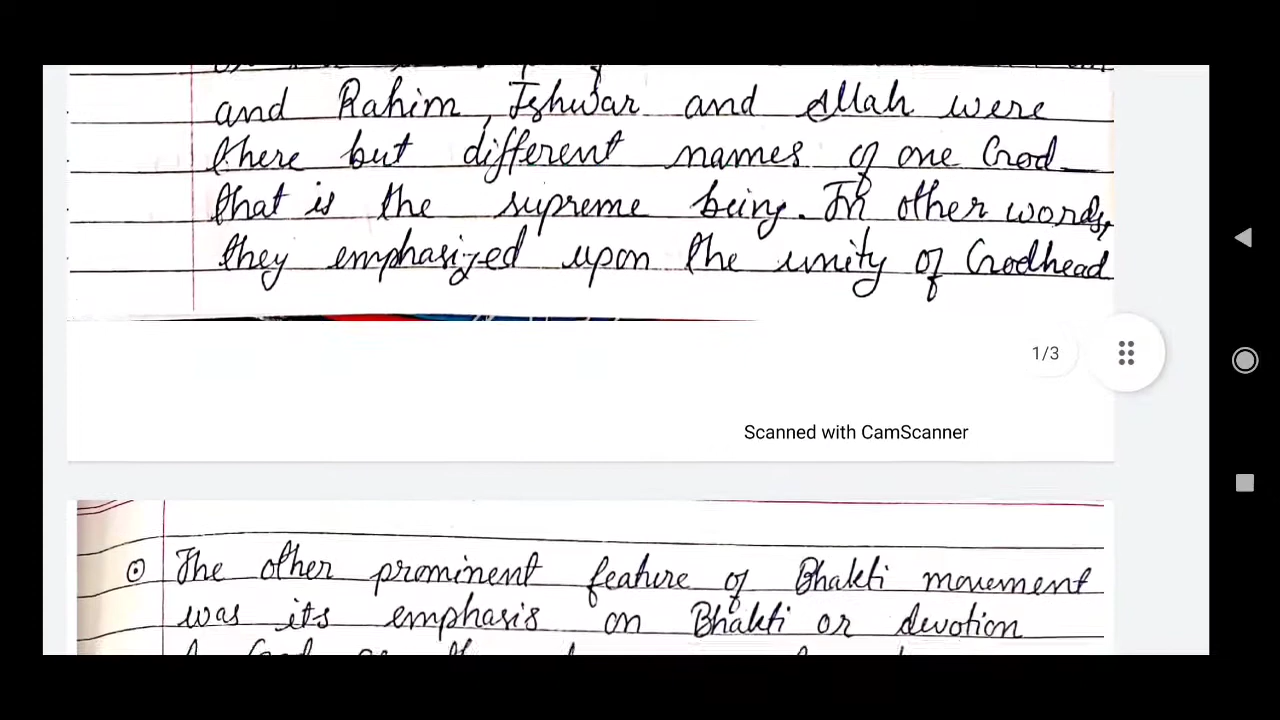 and Rahim, Ishwar and Allah were
there but different names of one God
that is the supreme being. In other words,
they emphasized upon the unity of Godhead
1/3
Scanned with CamScanner
The other prominent feature of Bhakti movement
was its emphasis on Bhakti or devotion